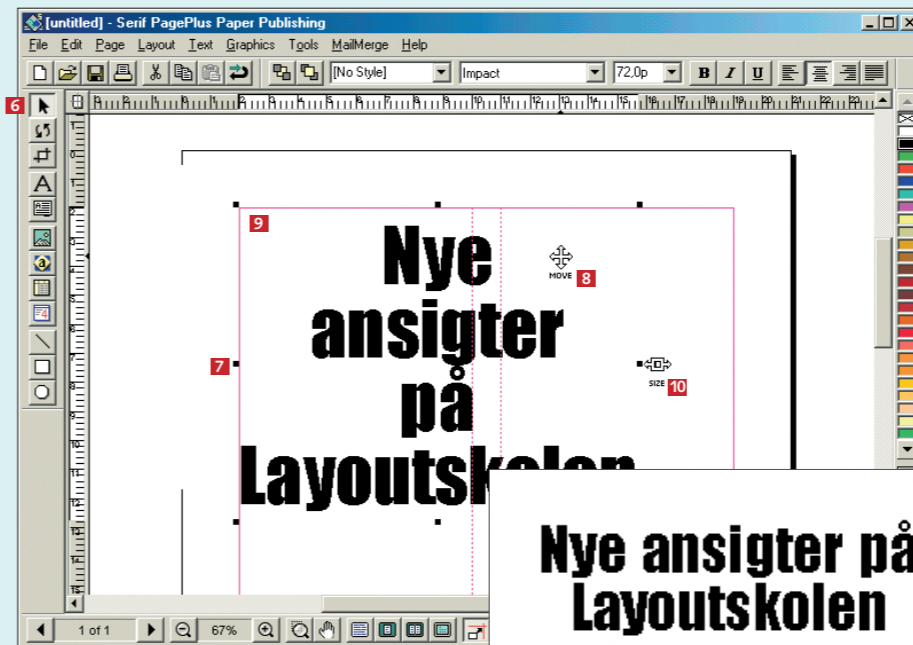 [untitled] - Serif PagePlus Paper Publishing
File Edit Page Layout Text Graphics Tools MailMerge Help
[No Style] Impact 72,0p B I U
6
9
Nye
ansigter
på
Layoutskolen
MOVE 8
7
SIZE 10
Nye ansigter på
Layoutskolen
1 of 1 67%